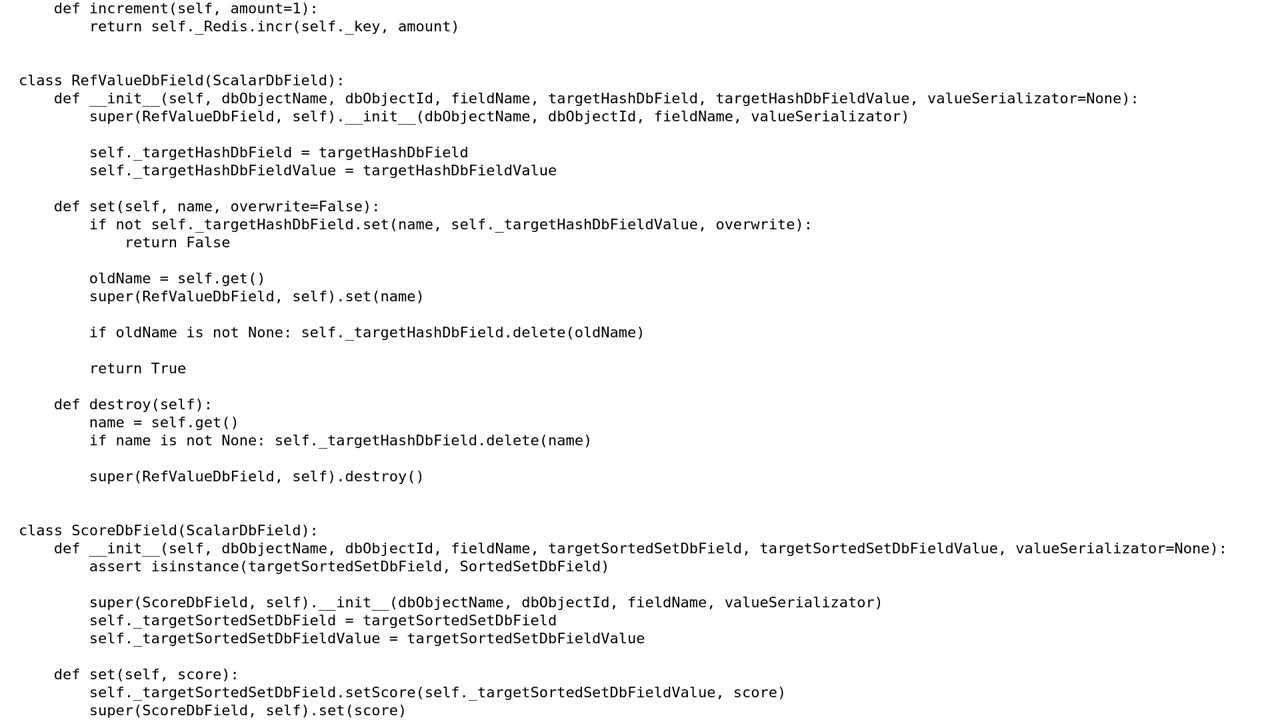 def increment(self, amount=1):
        return self._Redis.incr(self._key, amount)


class RefValueDbField(ScalarDbField):
    def __init__(self, dbObjectName, dbObjectId, fieldName, targetHashDbField, targetHashDbFieldValue, valueSerializator=None):
        super(RefValueDbField, self).__init__(dbObjectName, dbObjectId, fieldName, valueSerializator)

        self._targetHashDbField = targetHashDbField
        self._targetHashDbFieldValue = targetHashDbFieldValue

    def set(self, name, overwrite=False):
        if not self._targetHashDbField.set(name, self._targetHashDbFieldValue, overwrite):
            return False

        oldName = self.get()
        super(RefValueDbField, self).set(name)

        if oldName is not None: self._targetHashDbField.delete(oldName)

        return True

    def destroy(self):
        name = self.get()
        if name is not None: self._targetHashDbField.delete(name)

        super(RefValueDbField, self).destroy()


class ScoreDbField(ScalarDbField):
    def __init__(self, dbObjectName, dbObjectId, fieldName, targetSortedSetDbField, targetSortedSetDbFieldValue, valueSerializator=None):
        assert isinstance(targetSortedSetDbField, SortedSetDbField)

        super(ScoreDbField, self).__init__(dbObjectName, dbObjectId, fieldName, valueSerializator)
        self._targetSortedSetDbField = targetSortedSetDbField
        self._targetSortedSetDbFieldValue = targetSortedSetDbFieldValue

    def set(self, score):
        self._targetSortedSetDbField.setScore(self._targetSortedSetDbFieldValue, score)
        super(ScoreDbField, self).set(score)